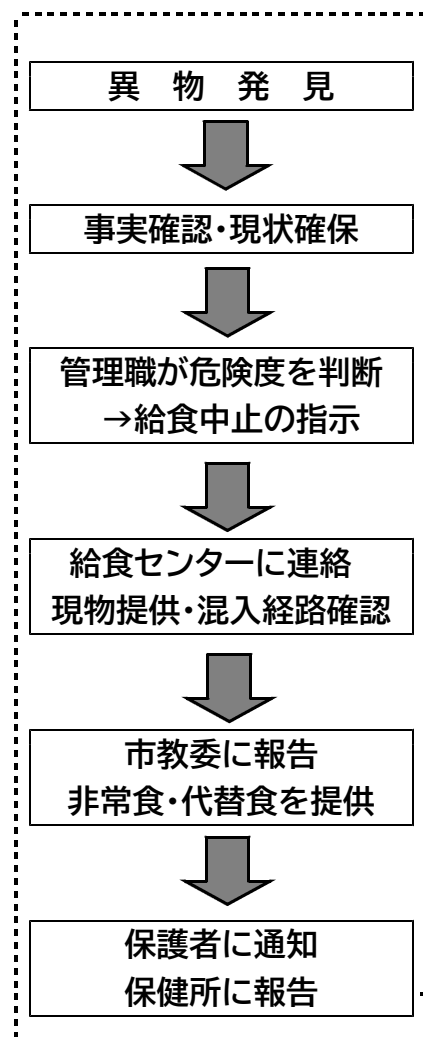 異　物　発　見
事実確認・現状確保
管理職が危険度を判断
→給食中止の指示
給食センターに連絡
現物提供・混入経路確認
市教委に報告
非常食・代替食を提供
保護者に通知
保健所に報告